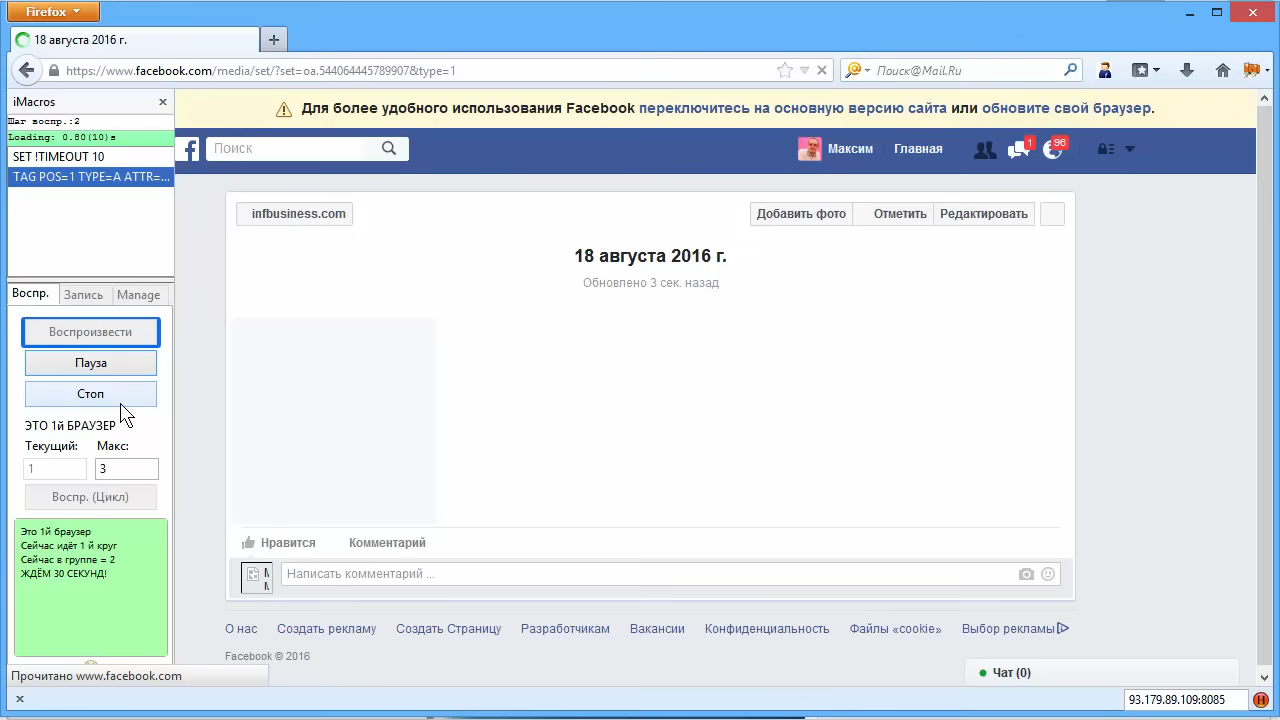 Firefox
18 августа 2016 г.
https://www.facebook.com/media/set/?set=oa.544064445789907&type=1
Поиск@Mail.Ru
iMacros
Шаг воспр.:2
Loading: 0.80(10)s
SET !TIMEOUT 10
TAG POS=1 TYPE=A ATTR=...
Воспр. Запись Manage
Воспроизвести
Пауза
Стоп
ЭТО 1й БРАУЗЕР
Текущий: Макс:
1 3
Воспр. (Цикл)
Это 1й браузер
Сейчас идёт 1 й круг
Сейчас в группе = 2
ЖДЁМ 30 СЕКУНД!
Для более удобного использования Facebook переключитесь на основную версию сайта или обновите свой браузер.
Поиск Максим Главная 1 96
infbusiness.com Добавить фото Отметить Редактировать
18 августа 2016 г.
Обновлено 3 сек. назад
Нравится Комментарий
Написать комментарий ...
О нас Создать рекламу Создать Страницу Разработчикам Вакансии Конфиденциальность Файлы «cookie» Выбор рекламы
Facebook © 2016
Чат (0)
Прочитано www.facebook.com
93.179.89.109:8085